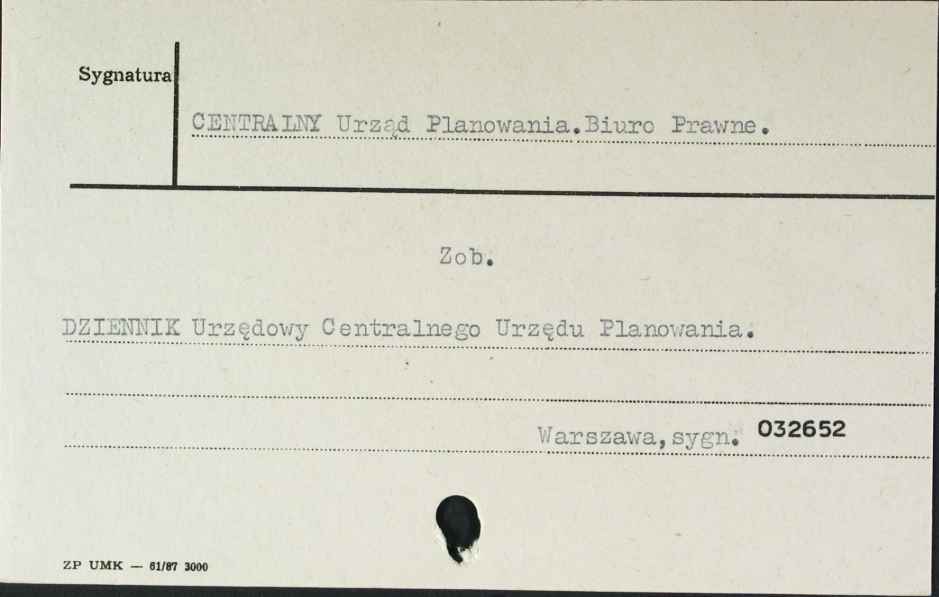 Sygnatura
CENTRALNY Urząd Planowania.Biuro Prawne.
Zob.
DZIENNIK Urzędowy Centralnego Urzędu Planowania.
Warszawa,sygn. 032652
ZP UMK — 61/87 3000